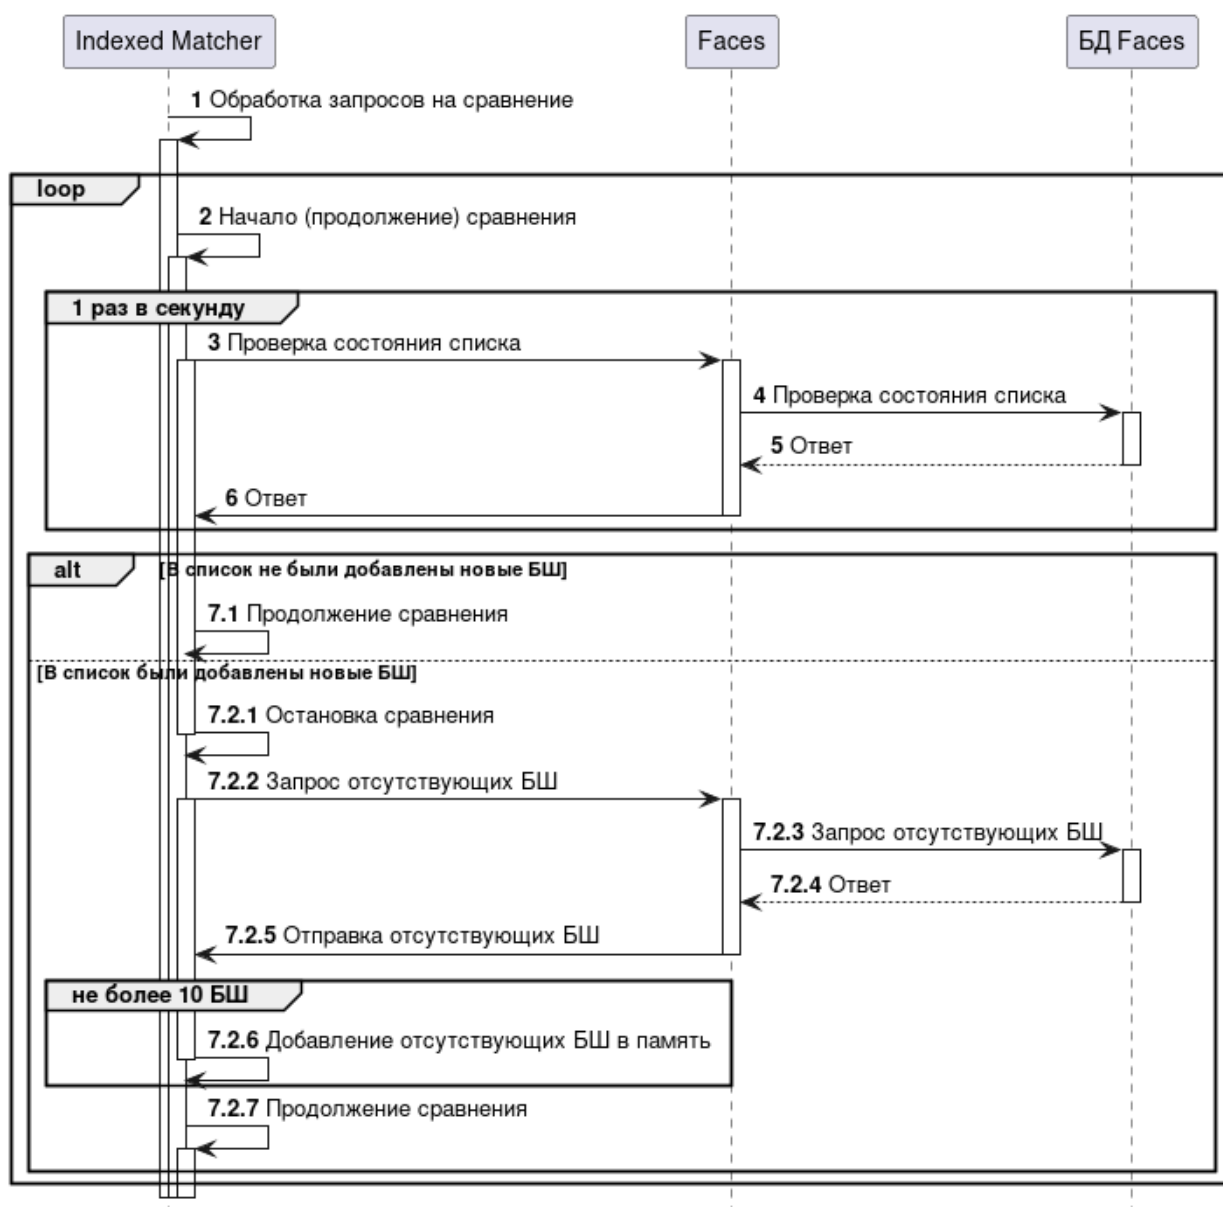 Indexed Matcher
Faces
БД Faces
1 Обработка запросов на сравнение
loop
2 Начало (продолжение) сравнения
1 раз в секунду
3 Проверка состояния списка
4 Проверка состояния списка
5 Ответ
6 Ответ
alt
[В список не были добавлены новые БШ]
7.1 Продолжение сравнения
[В список были добавлены новые БШ]
7.2.1 Остановка сравнения
7.2.2 Запрос отсутствующих БШ
7.2.3 Запрос отсутствующих БШ
7.2.4 Ответ
7.2.5 Отправка отсутствующих БШ
не более 10 БШ
7.2.6 Добавление отсутствующих БШ в память
7.2.7 Продолжение сравнения